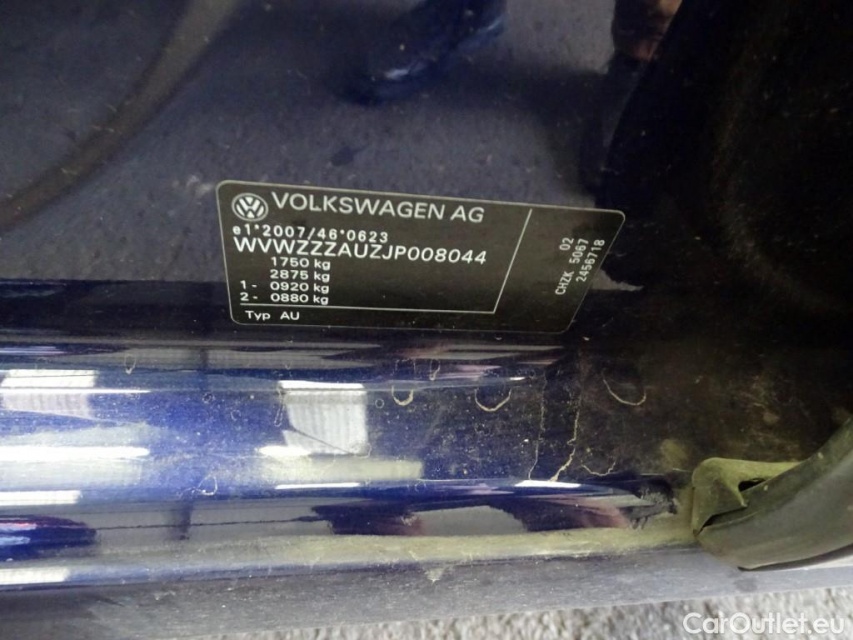 VOLKSWAGEN AG
e1*2007/46*0623
WVWZZZAUZJP008044
1750 kg
2875 kg
1- 0920 kg
2- 0880 kg
Typ AU
02
CHZK 5067
2456718
CarOutlet.eu